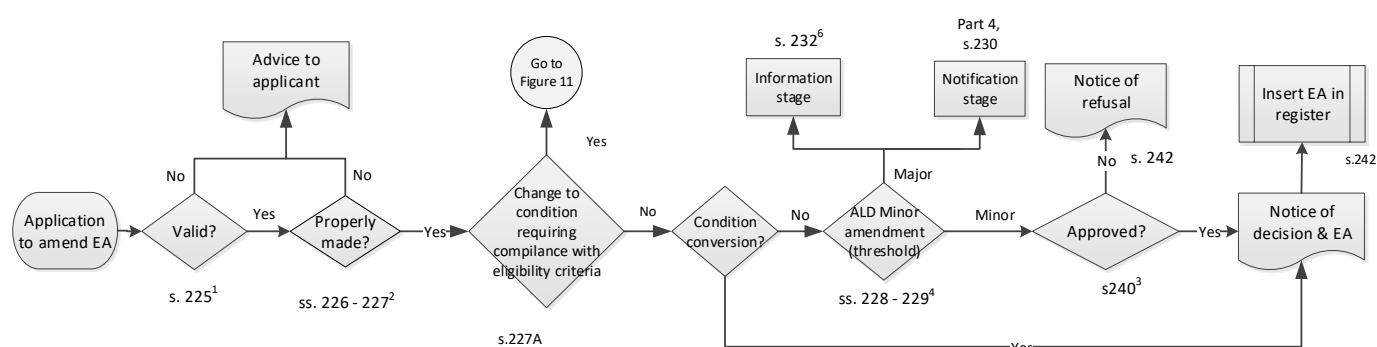 Application
to amend EA
Valid?
s. 225¹
No
Yes
Advice to
applicant
Properly
made?
ss. 226 - 227²
No
Yes
Change to
condition
requiring
compliance with
eligibility criteria
s.227A
Yes
Go to
Figure 11
No
Condition
conversion?
Yes
No
ALD Minor
amendment
(threshold)
ss. 228 - 229⁴
Major
s. 232⁶
Information
stage
Part 4,
s.230
Notification
stage
Minor
Approved?
s240³
No
s. 242
Notice of
refusal
Yes
Notice of
decision & EA
s.242
Insert EA in
register